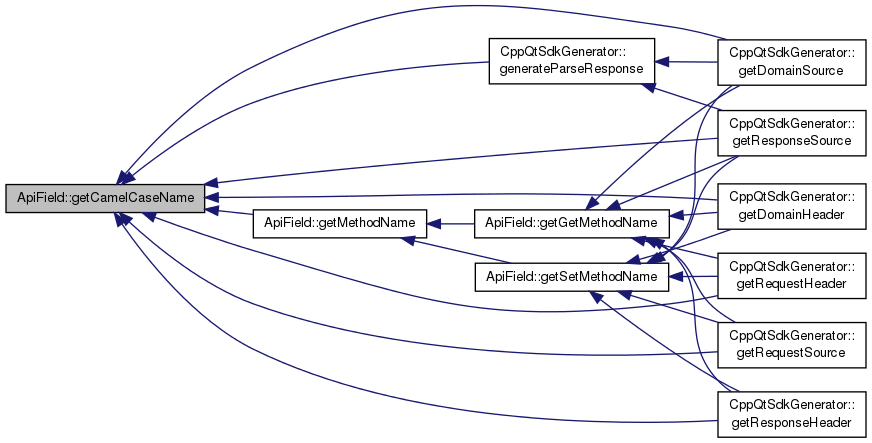 ApiField::getCamelCaseName
ApiField::getMethodName
CppQtSdkGenerator::
generateParseResponse
ApiField::getGetMethodName
ApiField::getSetMethodName
CppQtSdkGenerator::
getDomainSource
CppQtSdkGenerator::
getResponseSource
CppQtSdkGenerator::
getDomainHeader
CppQtSdkGenerator::
getRequestHeader
CppQtSdkGenerator::
getRequestSource
CppQtSdkGenerator::
getResponseHeader